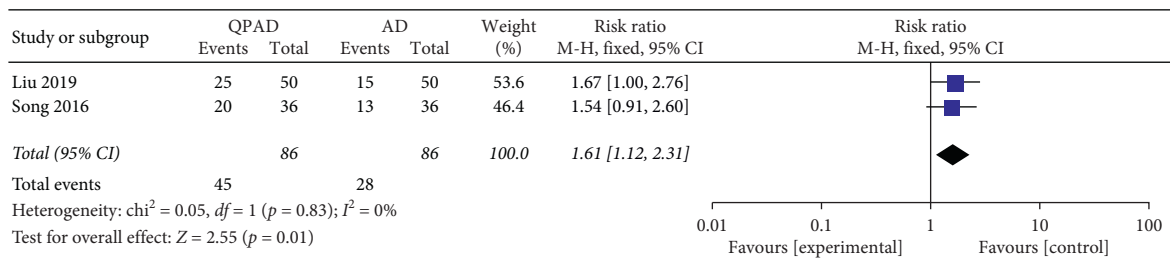 QPAD AD Weight Risk ratio Risk ratio
Study or subgroup Events Total Events Total (%) M-H, fixed, 95% CI M-H, fixed, 95% CI
Liu 2019 25 50 15 50 53.6 1.67 [1.00, 2.76]
Song 2016 20 36 13 36 46.4 1.54 [0.91, 2.60]
Total (95% CI) 86 86 100.0 1.61 [1.12, 2.31]
Total events 45 28
Heterogeneity: chi² = 0.05, df = 1 (p = 0.83); I² = 0%
Test for overall effect: Z = 2.55 (p = 0.01)
0.01 0.1 1 10 100
Favours [experimental] Favours [control]